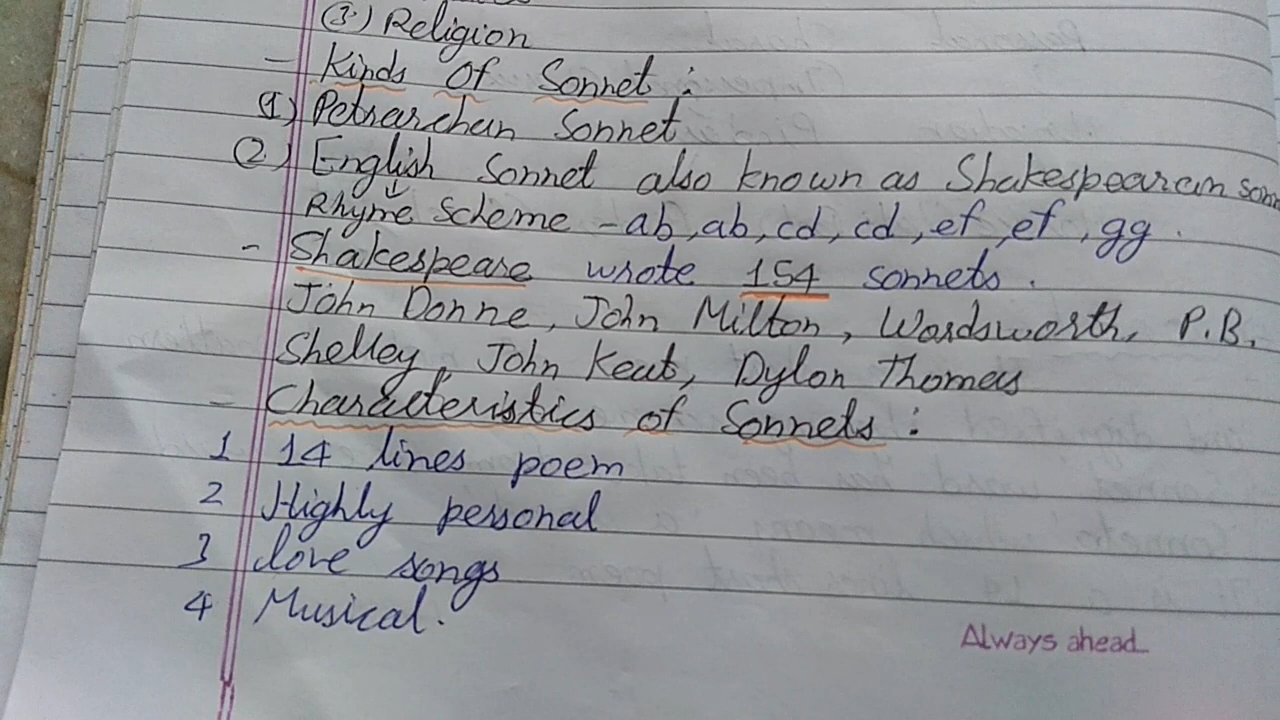 (3) Religion
- Kinds Of Sonnet :
(1) Petrarchan Sonnet
(2) English Sonnet also known as Shakespearean son
Rhyme Scheme - ab, ab, cd, cd, ef, ef, gg.
- Shakespeare wrote 154 sonnets.
John Donne, John Milton, Wordsworth, P.B.
Shelley, John Keat, Dylon Thomas
- Characteristics of Sonnets :
1 14 lines poem
2 Highly personal
3 love songs
4 Musical.
Always ahead